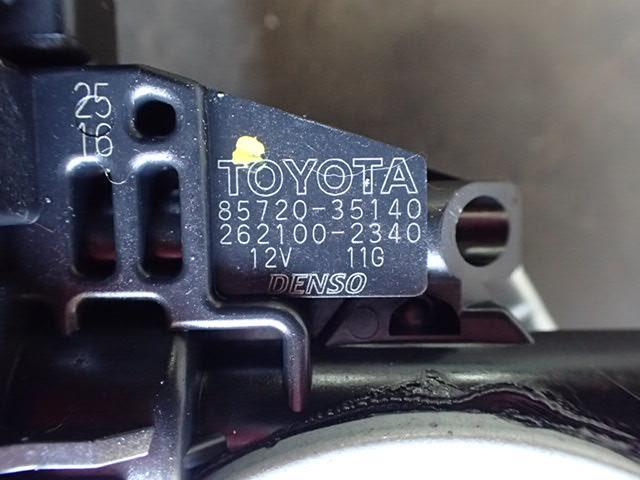 25
16
TOYOTA
85720-35140
262100-2340
12V 11G
DENSO